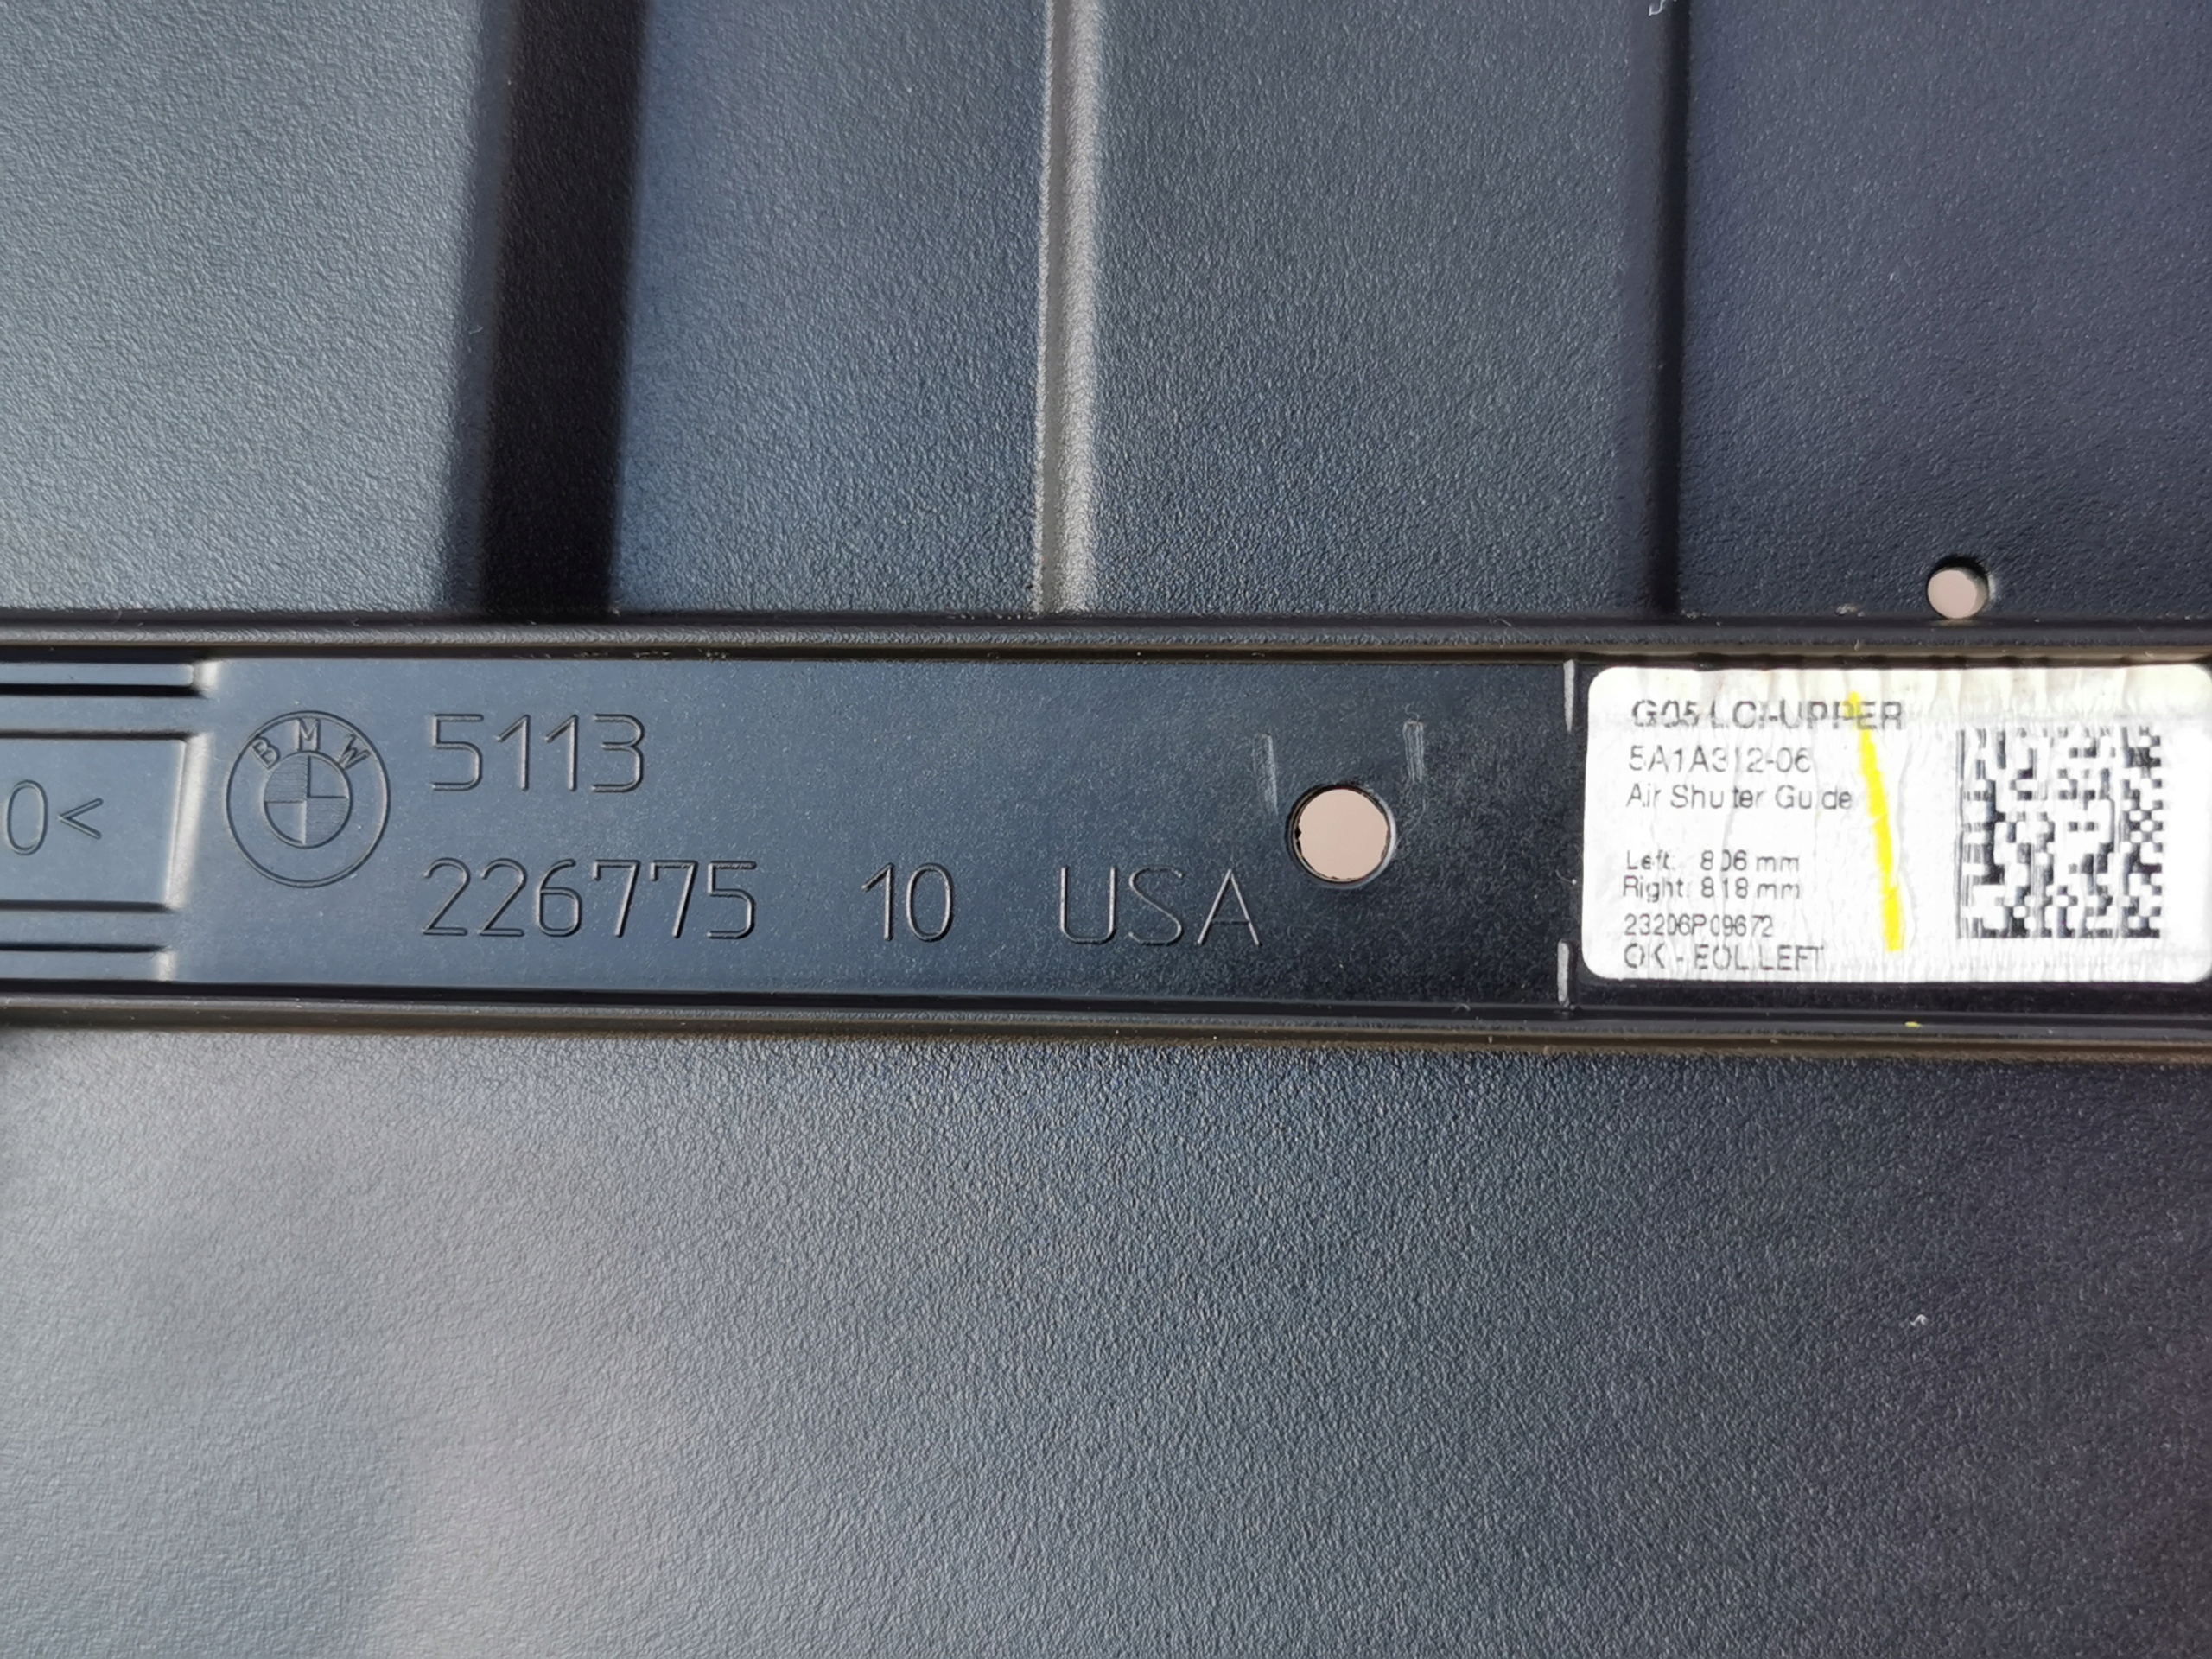 0<
BMW
5113
226775 10 USA
G05 LCI-UPPER
5A1A312-06
Air Shutter Guide
Left: 806 mm
Right: 818 mm
23206P09672
OK - EOL LEFT